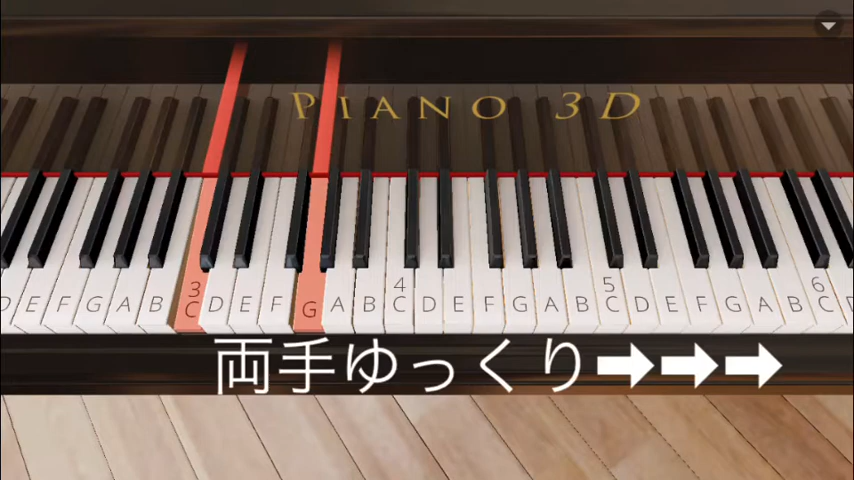 PIANO 3D
3 4 5 6
D E F G A B C D E F G A B C D E F G A B C D E F G A B C D
両手ゆっくり➡➡➡